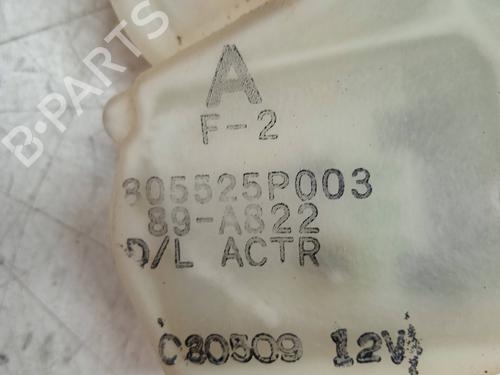 B-PARTS
A
F-2
805525P003
89-A822
D/L ACTR
C80509 12V